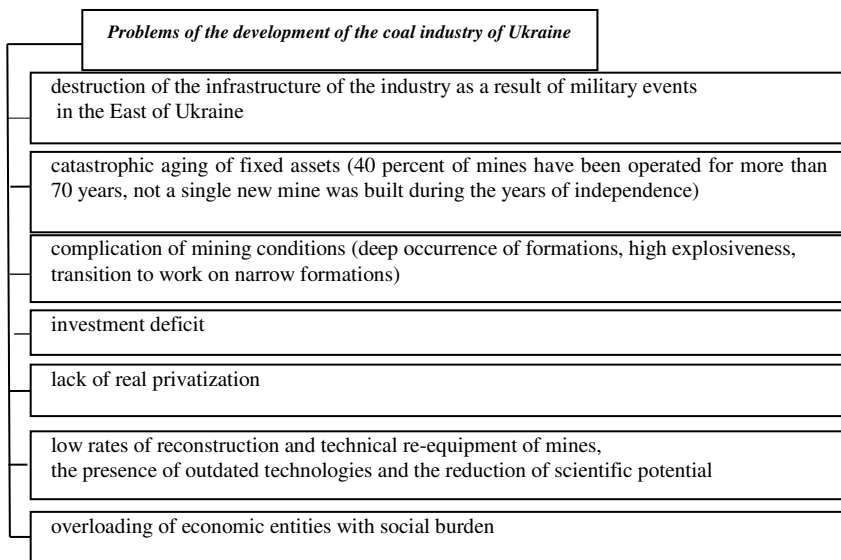 Problems of the development of the coal industry of Ukraine
destruction of the infrastructure of the industry as a result of military events
in the East of Ukraine
catastrophic aging of fixed assets (40 percent of mines have been operated for more than
70 years, not a single new mine was built during the years of independence)
complication of mining conditions (deep occurrence of formations, high explosiveness,
transition to work on narrow formations)
investment deficit
lack of real privatization
low rates of reconstruction and technical re-equipment of mines,
the presence of outdated technologies and the reduction of scientific potential
overloading of economic entities with social burden